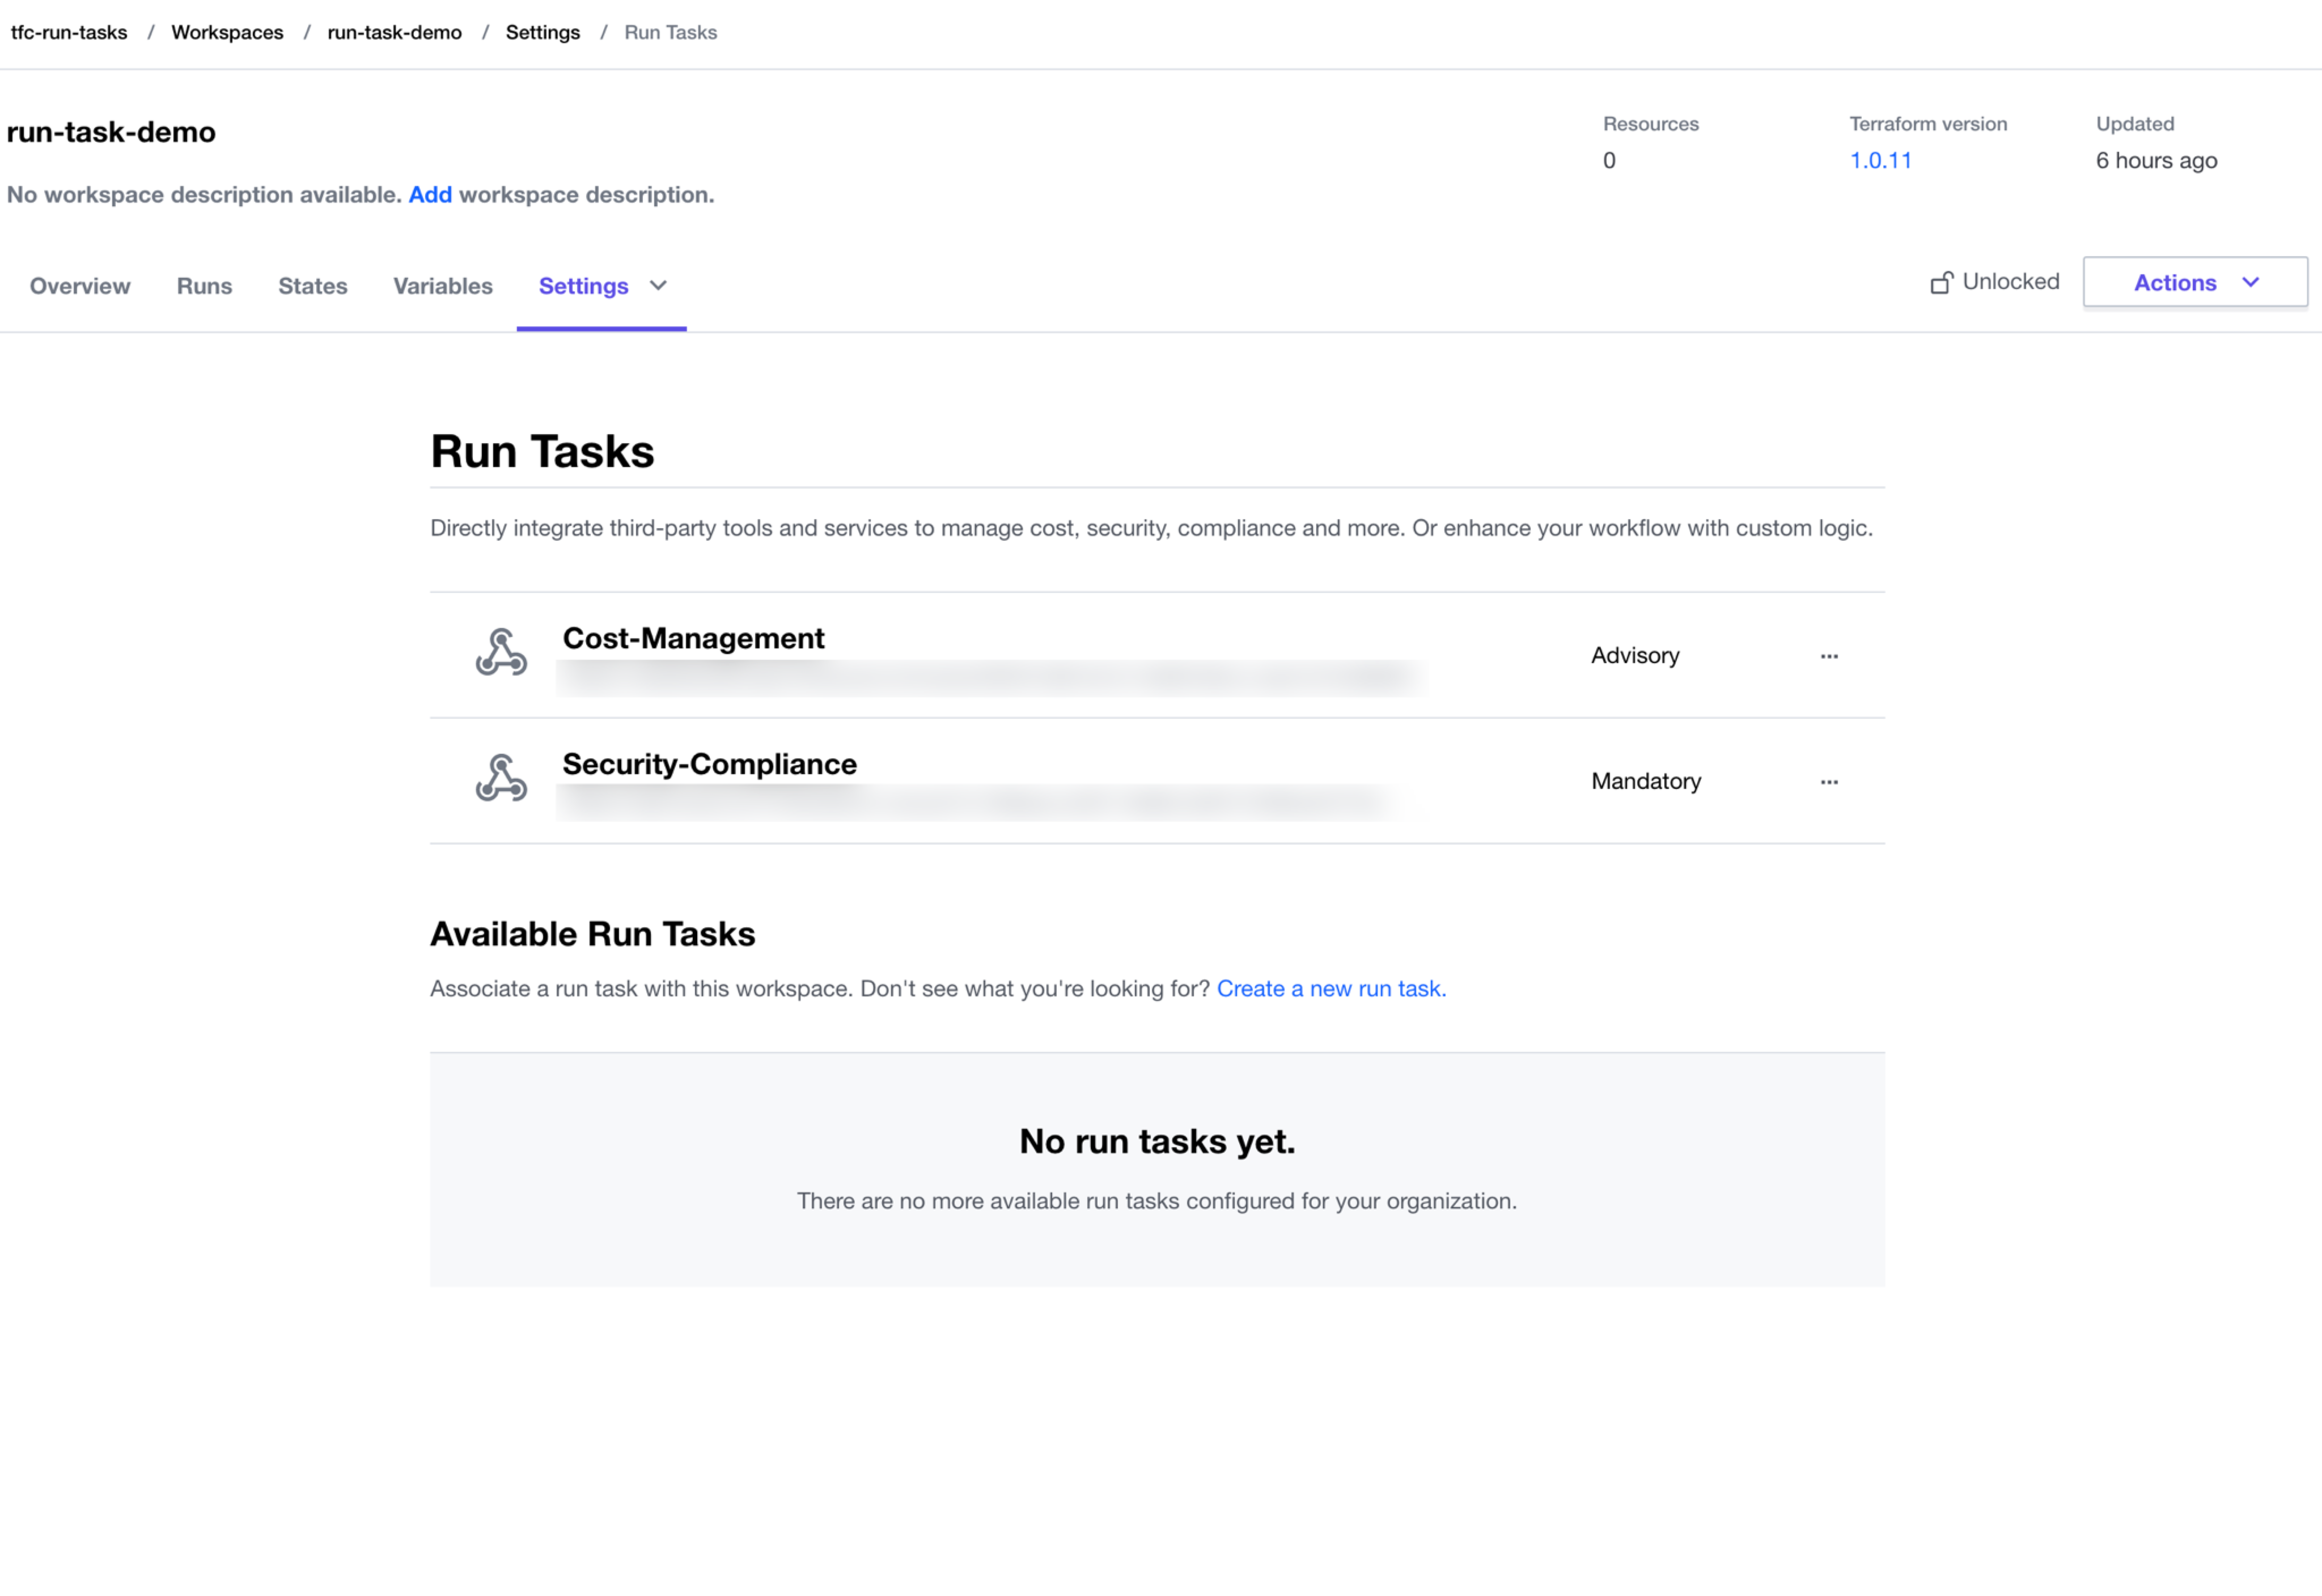 tfc-run-tasks / Workspaces / run-task-demo / Settings / Run Tasks
run-task-demo
No workspace description available. Add workspace description.
Resources
0
Terraform version
1.0.11
Updated
6 hours ago
Overview Runs States Variables Settings
Unlocked
Actions
Run Tasks
Directly integrate third-party tools and services to manage cost, security, compliance and more. Or enhance your workflow with custom logic.
Cost-Management
Advisory
...
Security-Compliance
Mandatory
...
Available Run Tasks
Associate a run task with this workspace. Don't see what you're looking for? Create a new run task.
No run tasks yet.
There are no more available run tasks configured for your organization.